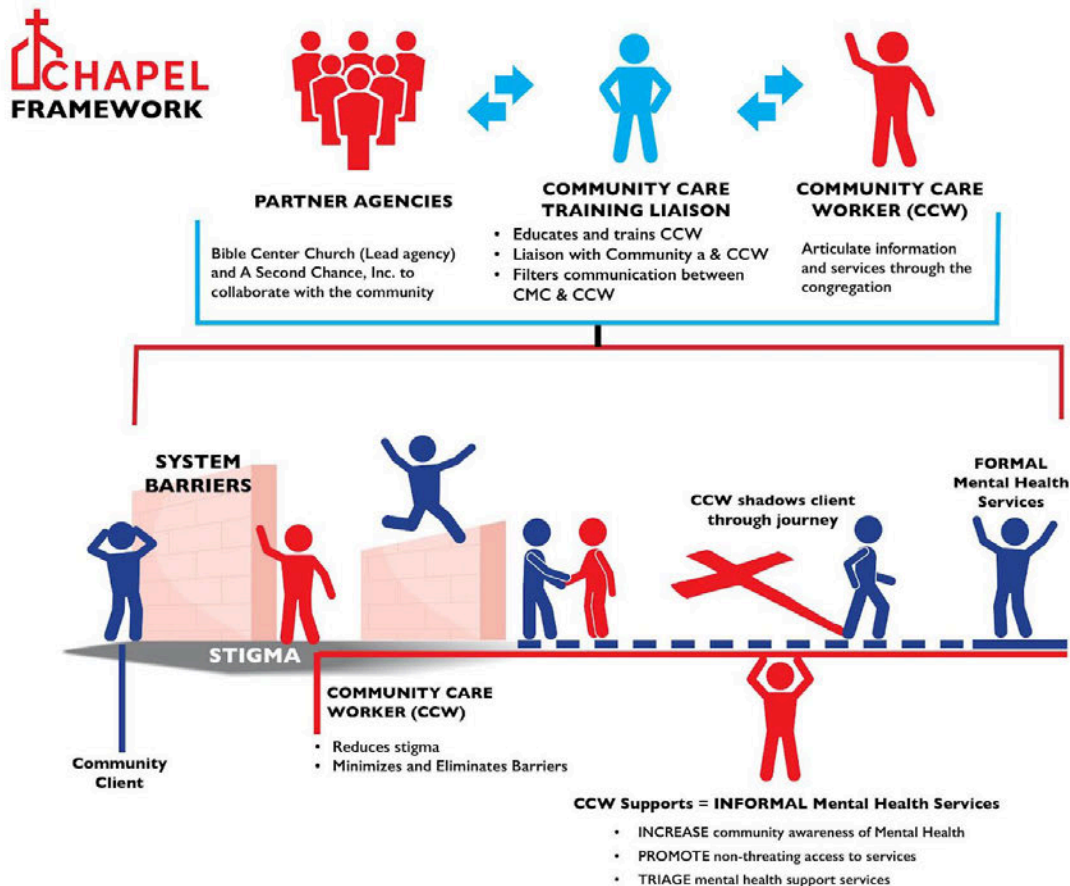 CHAPEL
FRAMEWORK
PARTNER AGENCIES
Bible Center Church (Lead agency)
and A Second Chance, Inc. to
collaborate with the community
COMMUNITY CARE
TRAINING LIAISON
• Educates and trains CCW
• Liaison with Community a & CCW
• Filters communication between
CMC & CCW
COMMUNITY CARE
WORKER (CCW)
Articulate information
and services through the
congregation
SYSTEM
BARRIERS
STIGMA
Community
Client
COMMUNITY CARE
WORKER (CCW)
• Reduces stigma
• Minimizes and Eliminates Barriers
CCW shadows client
through journey
FORMAL
Mental Health
Services
CCW Supports = INFORMAL Mental Health Services
• INCREASE community awareness of Mental Health
• PROMOTE non-threating access to services
• TRIAGE mental health support services